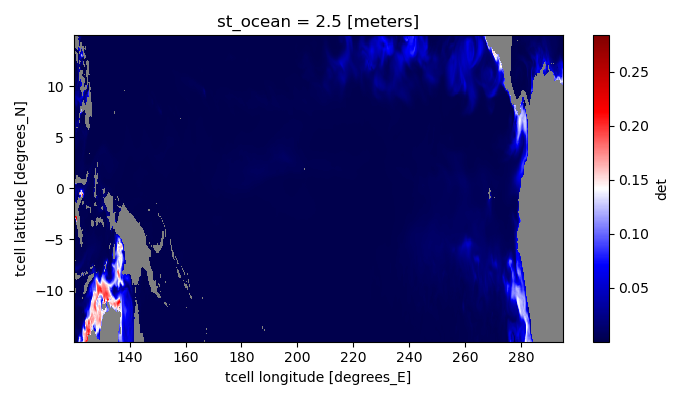 st_ocean = 2.5 [meters]
10
5
0
−5
−10
tcell latitude [degrees_N]
140 160 180 200 220 240 260 280
tcell longitude [degrees_E]
0.25
0.20
0.15
0.10
0.05
det